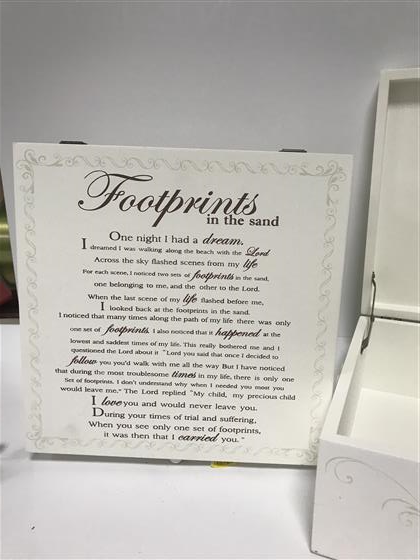 Footprints
in the sand
One night I had a dream.
I dreamed I was walking along the beach with the Lord
Across the sky flashed scenes from my life
For each scene, I noticed two sets of footprints in the sand,
one belonging to me, and the other to the Lord.
When the last scene of my life flashed before me,
I looked back at the footprints in the sand.
I noticed that many times along the path of my life there was only
one set of footprints. I also noticed that it happened at the
lowest and saddest times of my life. This really bothered me and I
questioned the Lord about it "Lord you said that once I decided to
follow you you'd walk with me all the way But I have noticed
that during the most troublesome times in my life, there is only one
Set of footprints. I don't understand why when I needed you most you
would leave me." The Lord replied "My child, my precious child
I love you and would never leave you.
During your times of trial and suffering,
When you see only one set of footprints,
it was then that I carried you."